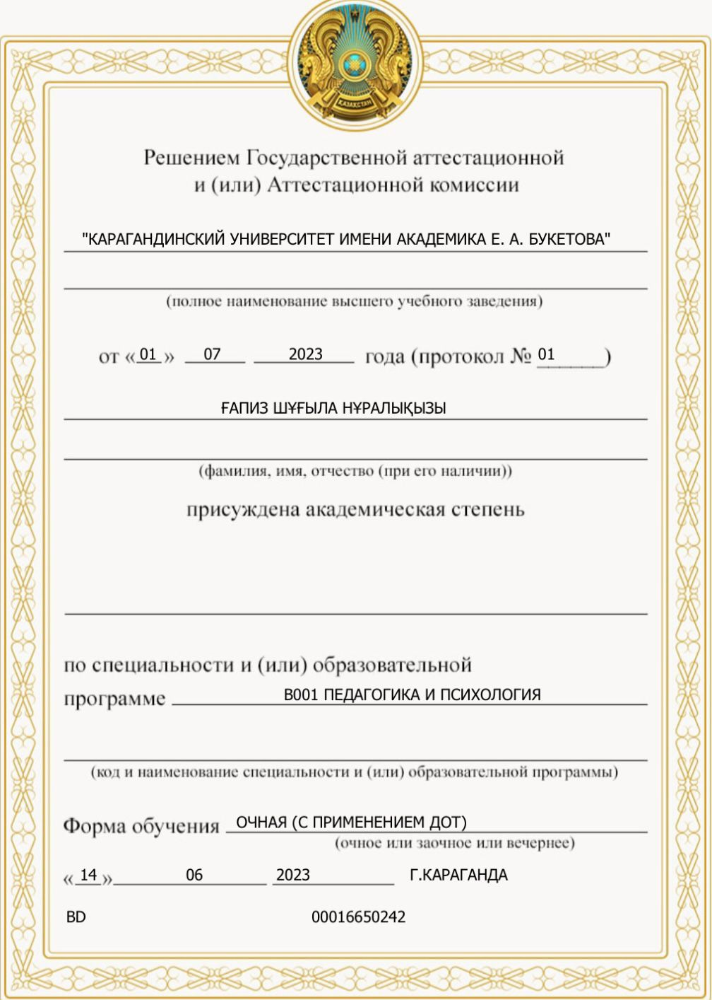 ҚАЗАҚСТАН
Решением Государственной аттестационной
и (или) Аттестационной комиссии
"КАРАГАНДИНСКИЙ УНИВЕРСИТЕТ ИМЕНИ АКАДЕМИКА Е. А. БУКЕТОВА"
(полное наименование высшего учебного заведения)
от «01» 07 2023 года (протокол № 01)
ҒАПИЗ ШҰҒЫЛА НҰРАЛЫҚЫЗЫ
(фамилия, имя, отчество (при его наличии))
присуждена академическая степень
по специальности и (или) образовательной
программе В001 ПЕДАГОГИКА И ПСИХОЛОГИЯ
(код и наименование специальности и (или) образовательной программы)
Форма обучения ОЧНАЯ (С ПРИМЕНЕНИЕМ ДОТ)
(очное или заочное или вечернее)
«14» 06 2023 Г.КАРАГАНДА
BD 00016650242